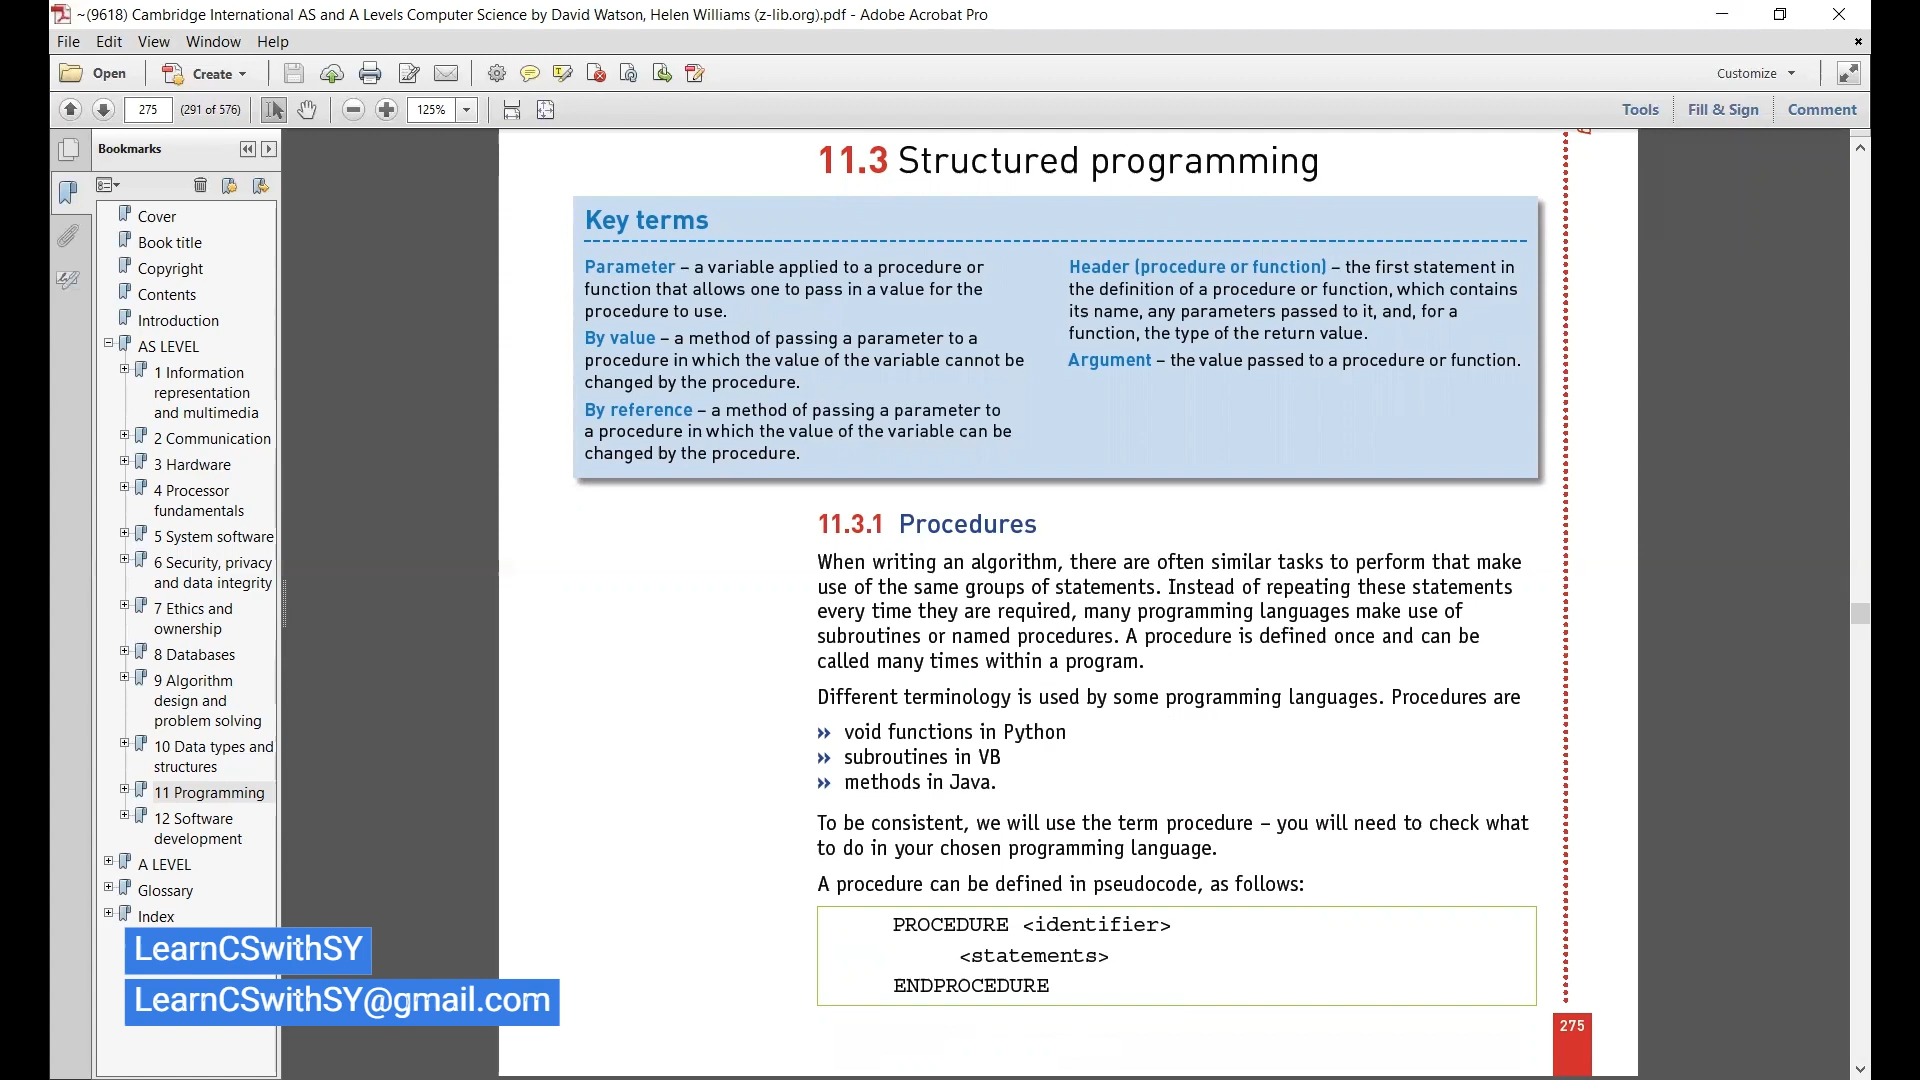 ~(9618) Cambridge International AS and A Levels Computer Science by David Watson, Helen Williams (z-lib.org).pdf - Adobe Acrobat Pro
File Edit View Window Help
Open Create Customize
275 (291 of 576) 125% Tools Fill & Sign Comment
Bookmarks
Cover
Book title
Copyright
Contents
Introduction
AS LEVEL
1 Information
representation
and multimedia
2 Communication
3 Hardware
4 Processor
fundamentals
5 System software
6 Security, privacy
and data integrity
7 Ethics and
ownership
8 Databases
9 Algorithm
design and
problem solving
10 Data types and
structures
11 Programming
12 Software
development
A LEVEL
Glossary
Index
LearnCSwithSY
LearnCSwithSY@gmail.com
11.3 Structured programming
Key terms
Parameter – a variable applied to a procedure or
function that allows one to pass in a value for the
procedure to use.
By value – a method of passing a parameter to a
procedure in which the value of the variable cannot be
changed by the procedure.
By reference – a method of passing a parameter to
a procedure in which the value of the variable can be
changed by the procedure.
Header (procedure or function) – the first statement in
the definition of a procedure or function, which contains
its name, any parameters passed to it, and, for a
function, the type of the return value.
Argument – the value passed to a procedure or function.
11.3.1 Procedures
When writing an algorithm, there are often similar tasks to perform that make
use of the same groups of statements. Instead of repeating these statements
every time they are required, many programming languages make use of
subroutines or named procedures. A procedure is defined once and can be
called many times within a program.
Different terminology is used by some programming languages. Procedures are
» void functions in Python
» subroutines in VB
» methods in Java.
To be consistent, we will use the term procedure – you will need to check what
to do in your chosen programming language.
A procedure can be defined in pseudocode, as follows:
PROCEDURE <identifier>
<statements>
ENDPROCEDURE
275